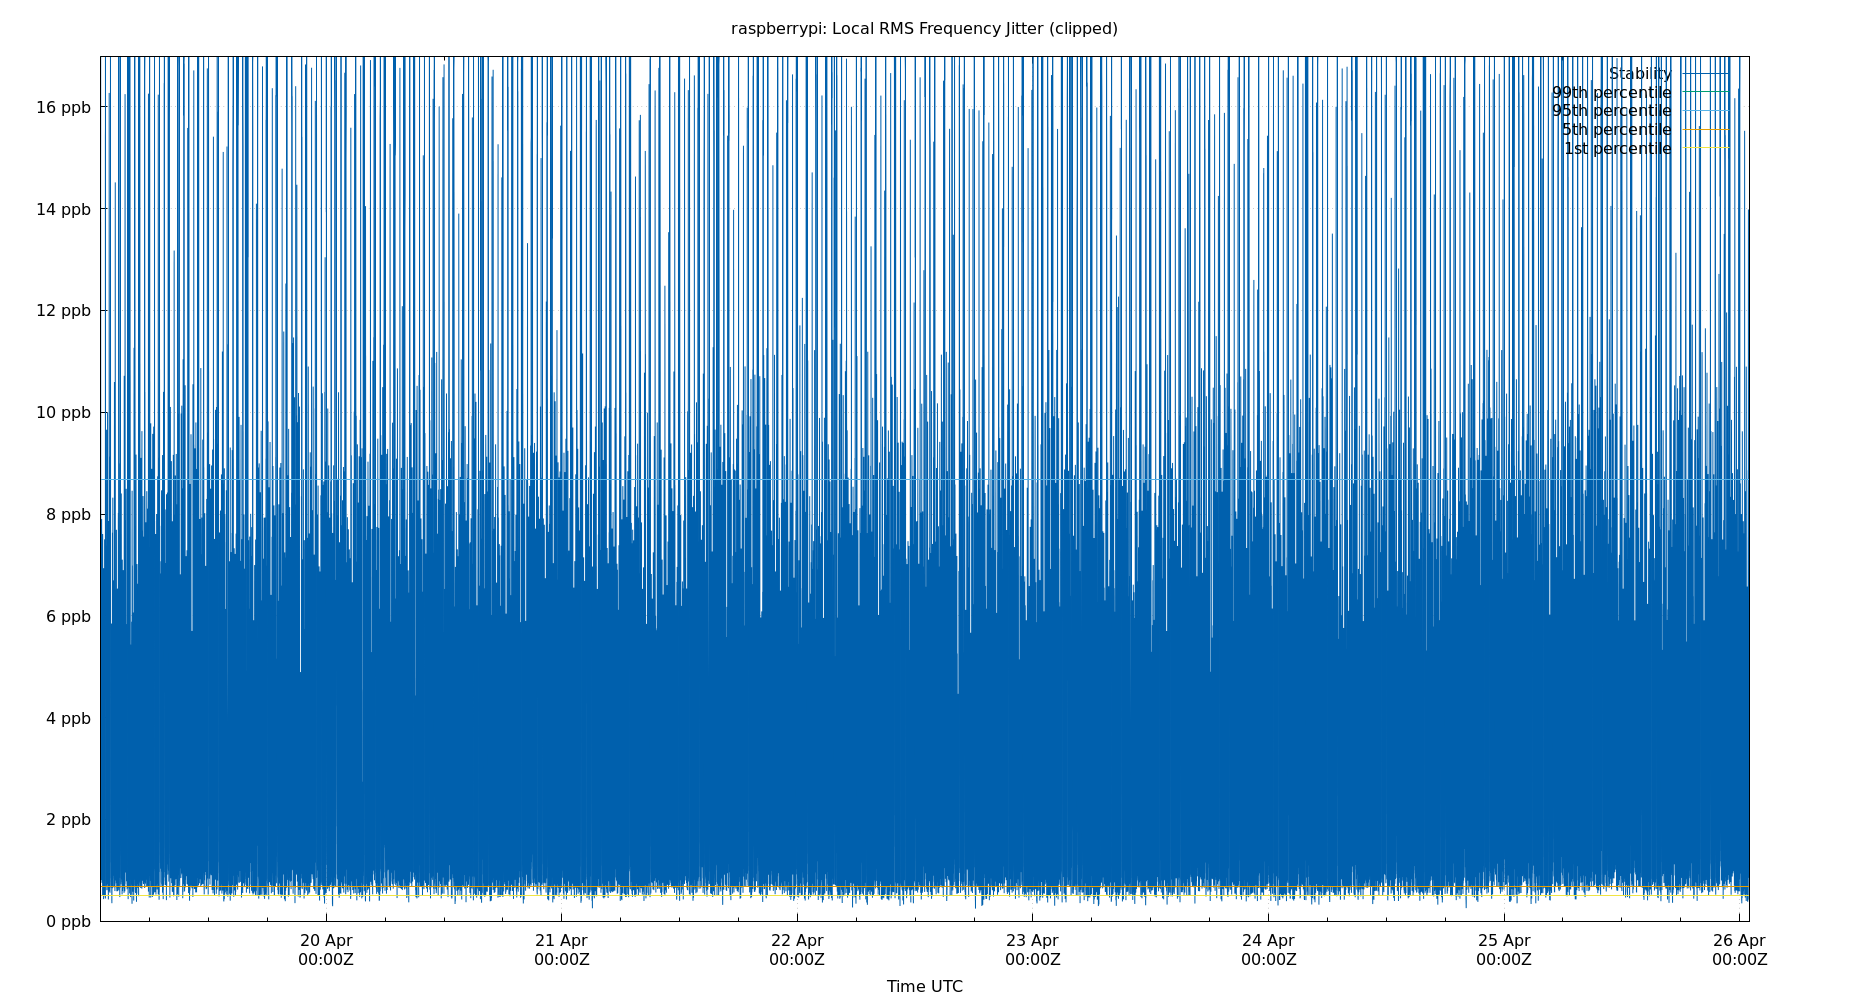 raspberrypi: Local RMS Frequency Jitter (clipped)
Stability
99th percentile
95th percentile
5th percentile
1st percentile
16 ppb
14 ppb
12 ppb
10 ppb
8 ppb
6 ppb
4 ppb
2 ppb
0 ppb
20 Apr 21 Apr 22 Apr 23 Apr 24 Apr 25 Apr 26 Apr
00:00Z 00:00Z 00:00Z 00:00Z 00:00Z 00:00Z 00:00Z
Time UTC